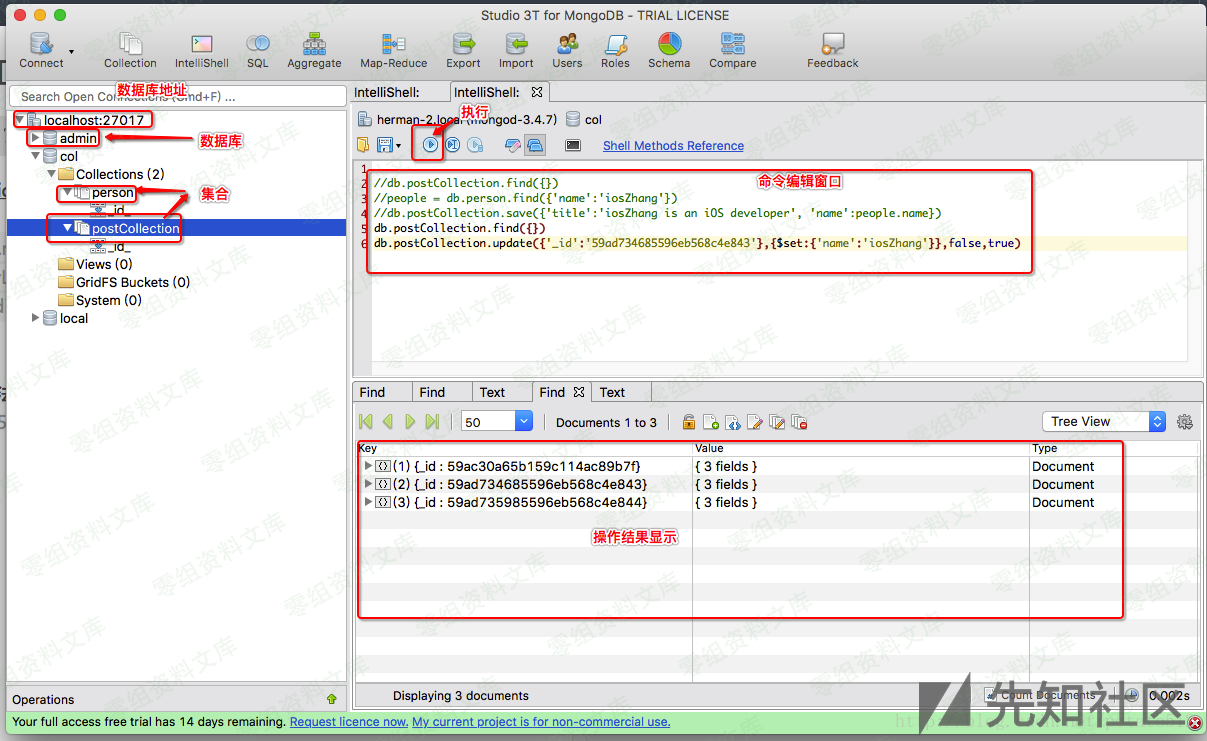 Studio 3T for MongoDB - TRIAL LICENSE
Connect Collection IntelliShell SQL Aggregate Map-Reduce Export Import Users Roles Schema Compare Feedback
数据库地址
Search Open Connections (Cmd+F) ...
IntelliShell: IntelliShell:
localhost:27017
执行
herman-2.local (mongod-3.4.7) col
admin
数据库
col
Shell Methods Reference
Collections (2)
person
集合
_id_
postCollection
_id_
Views (0)
GridFS Buckets (0)
System (0)
local
命令编辑窗口
1
2 //db.postCollection.find({})
3 //people = db.person.find({'name':'iosZhang'})
4 //db.postCollection.save({'title':'iosZhang is an iOS developer', 'name':people.name})
5 db.postCollection.find({})
6 db.postCollection.update({'_id':'59ad734685596eb568c4e843'},{$set:{'name':'iosZhang'}},false,true)
Find Find Text Find Text
50 Documents 1 to 3 Tree View
Key Value Type
(1) {_id : 59ac30a65b159c114ac89b7f} { 3 fields } Document
(2) {_id : 59ad734685596eb568c4e843} { 3 fields } Document
(3) {_id : 59ad735985596eb568c4e844} { 3 fields } Document
操作结果显示
Operations
Displaying 3 documents Count Documents 0.002s
Your full access free trial has 14 days remaining. Request licence now. My current project is for non-commercial use.
先知社区
零组资料文库